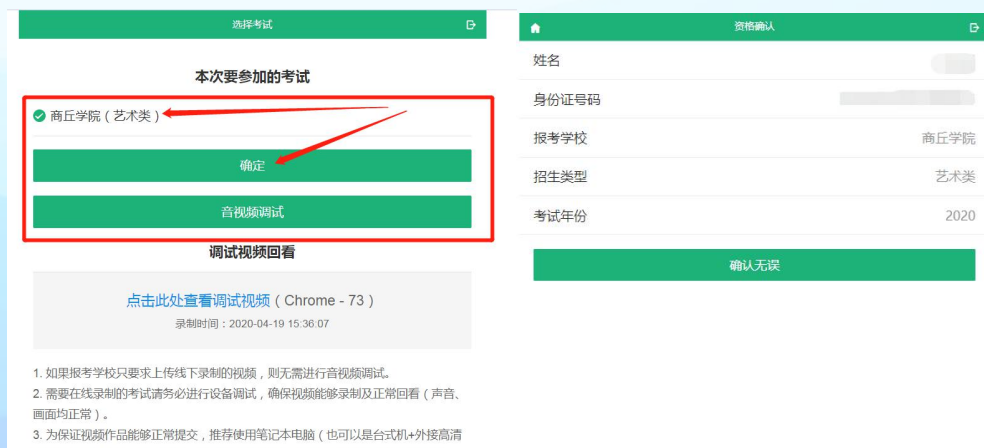 选择考试
本次要参加的考试
商丘学院（艺术类）
确定
音视频调试
调试视频回看
点击此处查看调试视频（Chrome - 73）
录制时间：2020-04-19 15:36:07
1. 如果报考学校只要求上传线下录制的视频，则无需进行音视频调试。
2. 需要在线录制的考试请务必进行设备调试，确保视频能够录制及正常回看（声音、
画面均正常）。
3. 为保证视频作品能够正常提交，推荐使用笔记本电脑（也可以是台式机+外接高清
资格确认
姓名
身份证号码
报考学校 商丘学院
招生类型 艺术类
考试年份 2020
确认无误